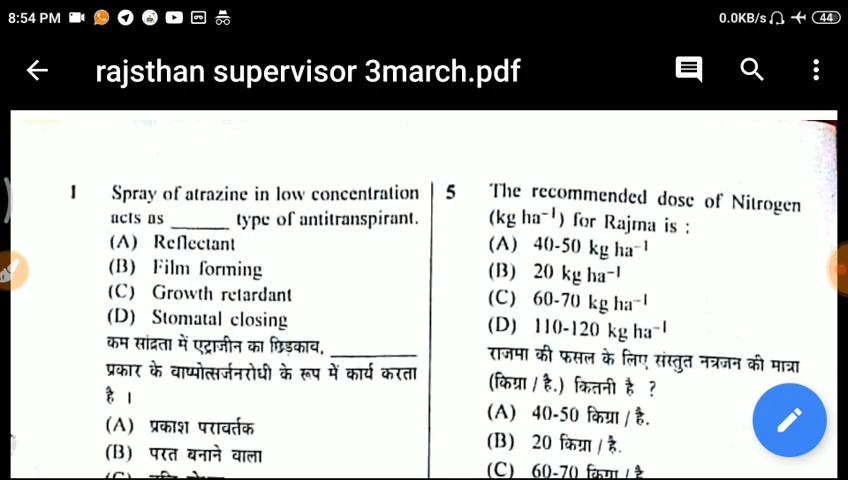 8:54 PM
0.0KB/s
44
rajsthan supervisor 3march.pdf
1 Spray of atrazine in low concentration
acts as ______ type of antitranspirant.
(A) Reflectant
(B) Film forming
(C) Growth retardant
(D) Stomatal closing
कम सांद्रता में एट्राजीन का छिड़काव, ______
प्रकार के वाष्पोत्सर्जनरोधी के रूप में कार्य करता
है ।
(A) प्रकाश परावर्तक
(B) परत बनाने वाला
(C)
5 The recommended dose of Nitrogen
(kg ha⁻¹) for Rajma is :
(A) 40-50 kg ha⁻¹
(B) 20 kg ha⁻¹
(C) 60-70 kg ha⁻¹
(D) 110-120 kg ha⁻¹
राजमा की फसल के लिए संस्तुत नत्रजन की मात्रा
(किग्रा / है.) कितनी है ?
(A) 40-50 किग्रा / है.
(B) 20 किग्रा / है.
(C) 60-70 किग्रा / है